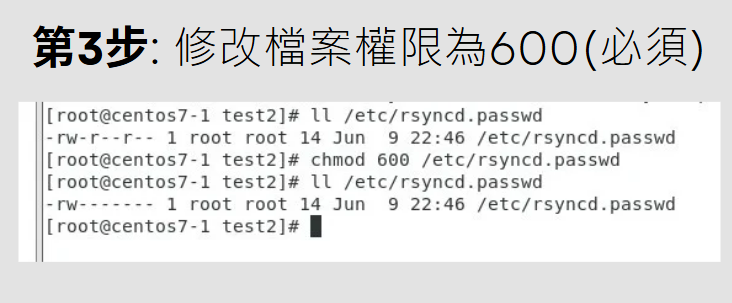 第3步: 修改檔案權限為600(必須)
[root@centos7-1 test2]# ll /etc/rsyncd.passwd
-rw-r--r-- 1 root root 14 Jun  9 22:46 /etc/rsyncd.passwd
[root@centos7-1 test2]# chmod 600 /etc/rsyncd.passwd
[root@centos7-1 test2]# ll /etc/rsyncd.passwd
-rw------- 1 root root 14 Jun  9 22:46 /etc/rsyncd.passwd
[root@centos7-1 test2]#